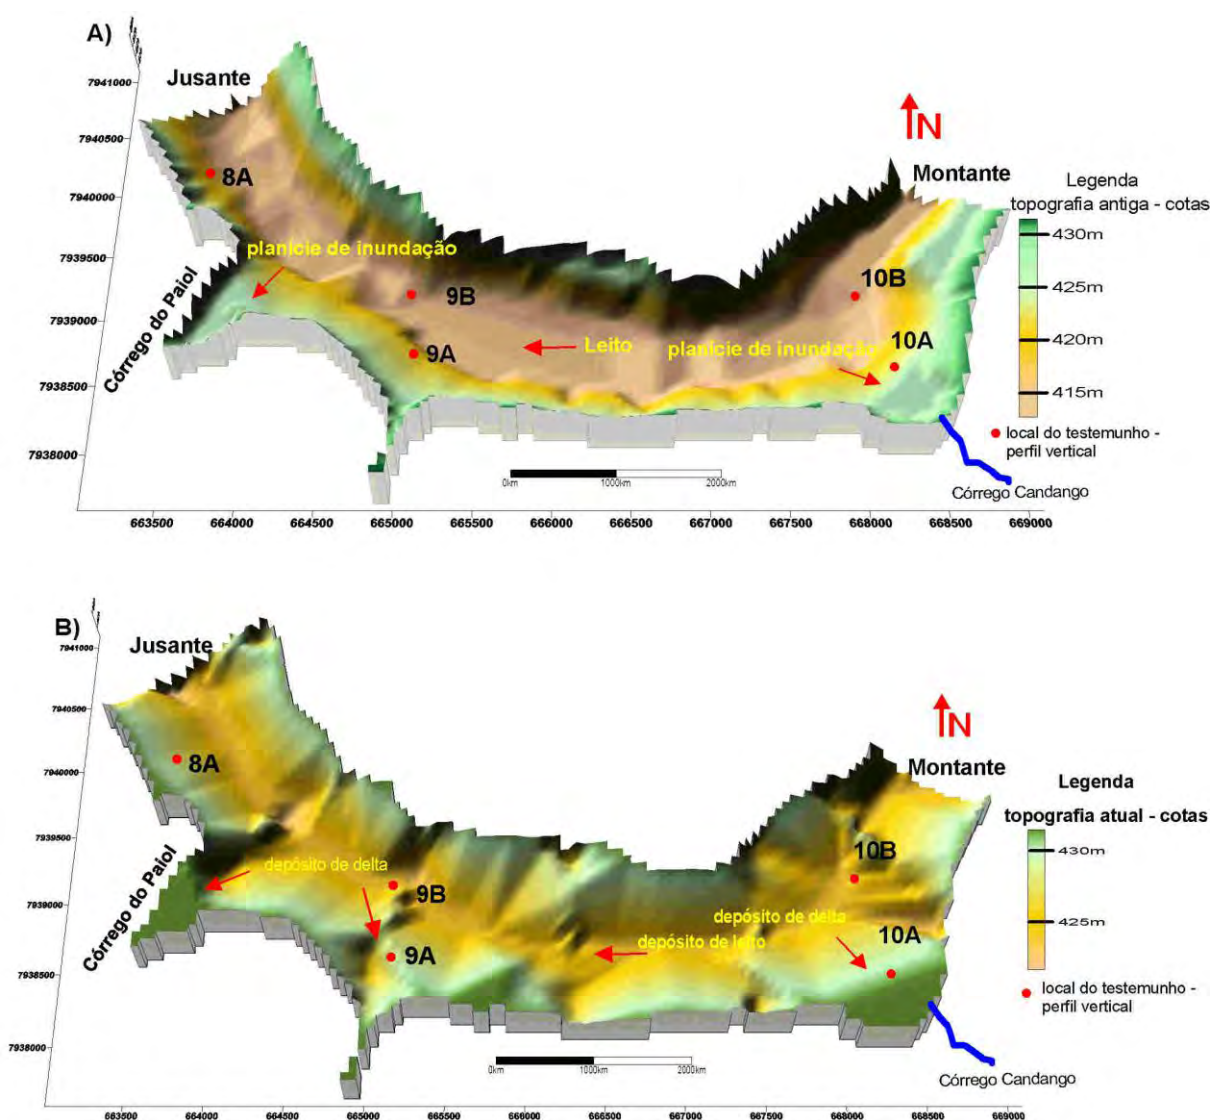 A)
Jusante
7941000
7940500
7940000
7939500
7939000
7938500
7938000
8A
planície de inundação
Córrego do Paiol
9B
9A
Leito
planície de inundação
10B
10A
N
Montante
Legenda
topografia antiga - cotas
430m
425m
420m
415m
local do testemunho -
perfil vertical
Córrego Candango
0km
1000km
2000km
663500
664000
664500
665000
665500
666000
666500
667000
667500
668000
668500
669000
B)
Jusante
7941000
7940500
7940000
7939500
7939000
7938500
7938000
8A
Córrego do Paiol
depósito de delta
9B
9A
depósito de leito
depósito de delta
10B
10A
N
Montante
Legenda
topografia atual - cotas
430m
425m
local do testemunho -
perfil vertical
Córrego Candango
0km
1000km
2000km
663500
664000
664500
665000
665500
666000
666500
667000
667500
668000
668500
669000